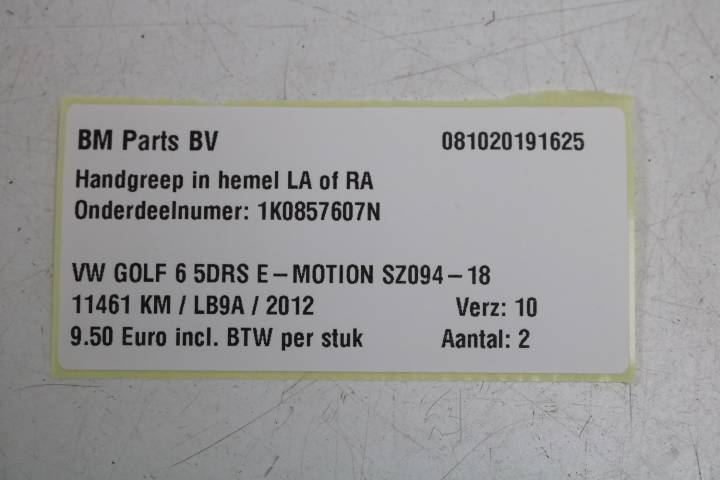 BM Parts BV 081020191625
Handgreep in hemel LA of RA
Onderdeelnumer: 1K0857607N
VW GOLF 6 5DRS E-MOTION SZ094-18
11461 KM / LB9A / 2012 Verz: 10
9.50 Euro incl. BTW per stuk Aantal: 2